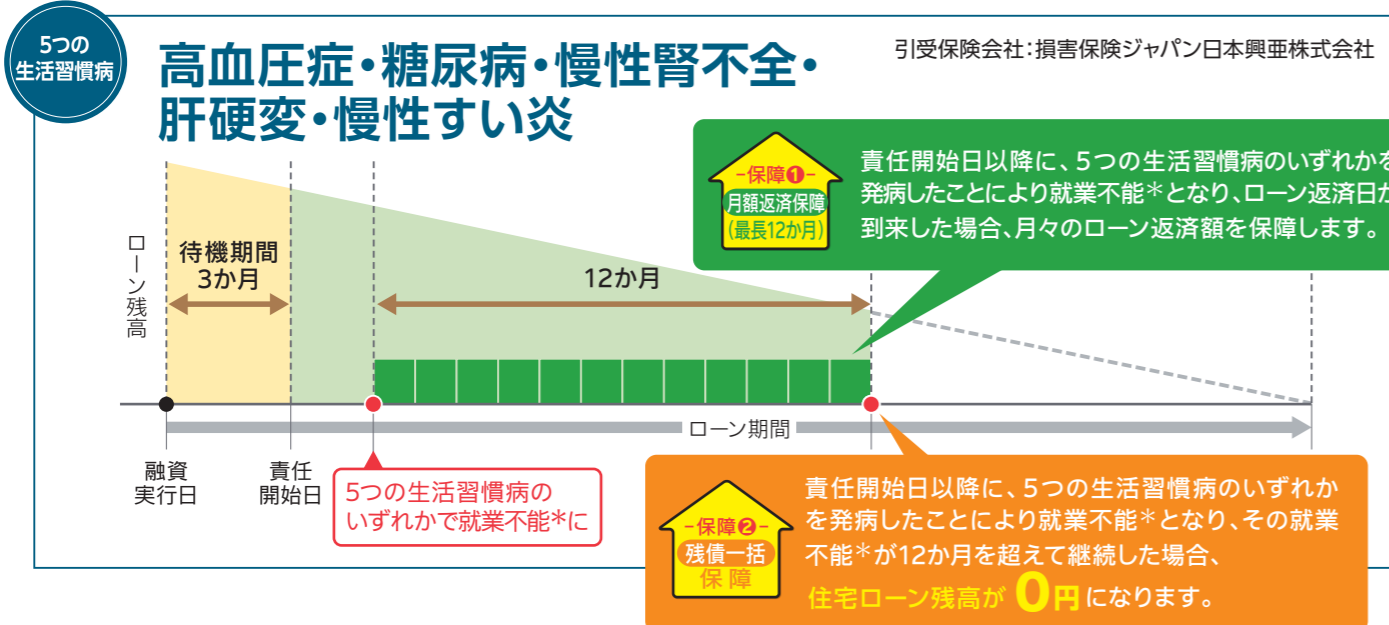 5つの
生活習慣病
高血圧症・糖尿病・慢性腎不全・
肝硬変・慢性すい炎
引受保険会社：損害保険ジャパン日本興亜株式会社
-保障❶-
月額返済保障
(最長12か月)
責任開始日以降に、5つの生活習慣病のいずれかを
発病したことにより就業不能＊となり、ローン返済日が
到来した場合、月々のローン返済額を保障します。
ローン残高
待機期間
3か月
12か月
ローン期間
融資
実行日
責任
開始日
5つの生活習慣病の
いずれかで就業不能＊に
-保障❷-
残債一括
保障
責任開始日以降に、5つの生活習慣病のいずれか
を発病したことにより就業不能＊となり、その就業
不能＊が12か月を超えて継続した場合、
住宅ローン残高が0円になります。